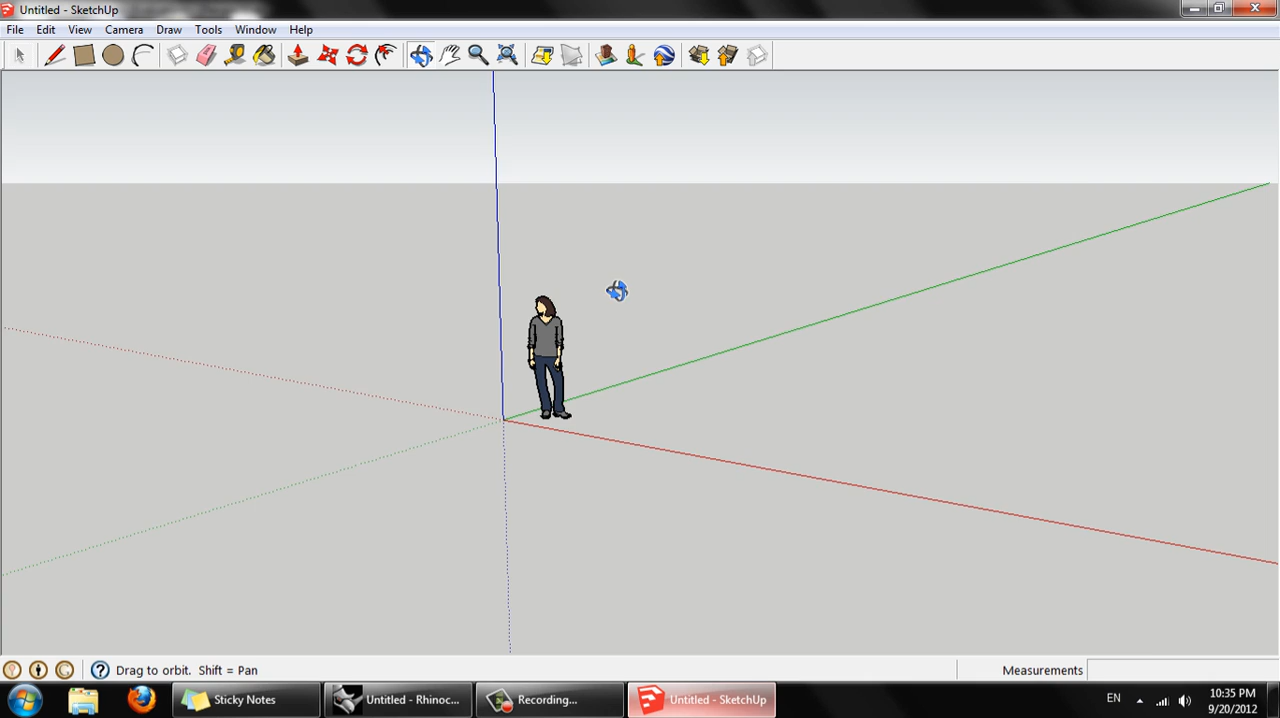 Untitled - SketchUp
File Edit View Camera Draw Tools Window Help
Drag to orbit. Shift = Pan
Measurements
Sticky Notes
Untitled - Rhinoc...
Recording...
Untitled - SketchUp
EN
10:35 PM
9/20/2012